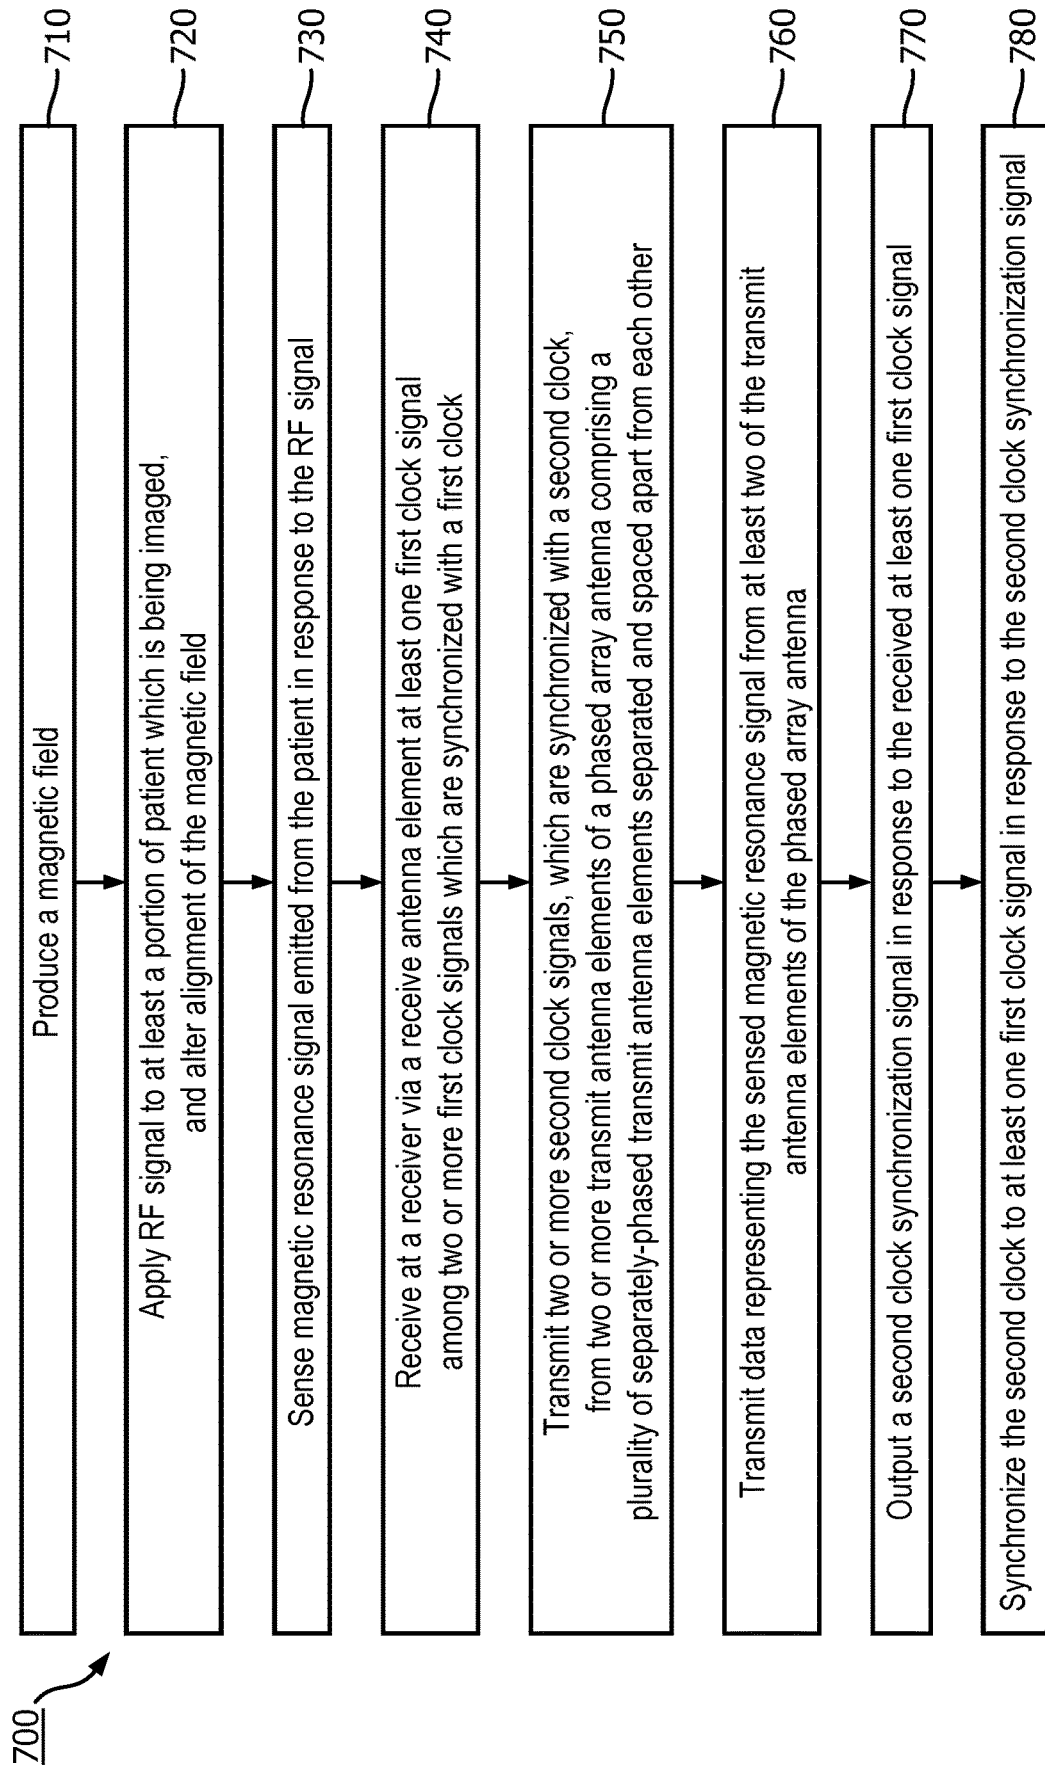 700
Produce a magnetic field
710
Apply RF signal to at least a portion of patient which is being imaged,
and alter alignment of the magnetic field
720
Sense magnetic resonance signal emitted from the patient in response to the RF signal
730
Receive at a receiver via a receive antenna element at least one first clock signal
among two or more first clock signals which are synchronized with a first clock
740
Transmit two or more second clock signals, which are synchronized with a second clock,
from two or more transmit antenna elements of a phased array antenna comprising a
plurality of separately-phased transmit antenna elements separated and spaced apart from each other
750
Transmit data representing the sensed magnetic resonance signal from at least two of the transmit
antenna elements of the phased array antenna
760
Output a second clock synchronization signal in response to the received at least one first clock signal
770
Synchronize the second clock to at least one first clock signal in response to the second clock synchronization signal
780